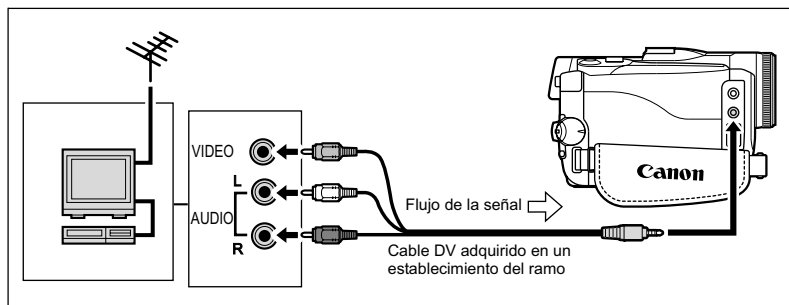 VIDEO
L
AUDIO
R
Flujo de la señal
Cable DV adquirido en un
establecimiento del ramo
Canon